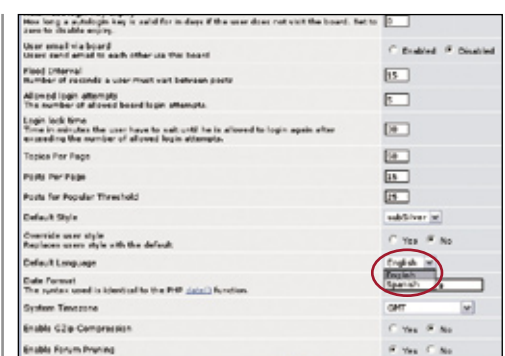 How long a autologin key is valid for in days if the user does not visit the board. Set to zero to disable expiry. 0
User email via board
Users send email to each other via this board
Enabled Disabled
Flood Interval
Number of seconds a user must wait between posts
15
Allowed login attempts
The number of allowed board login attempts.
5
Login lock time
Time in minutes the user have to wait until he is allowed to login again after exceeding the number of allowed login attempts.
30
Topics Per Page
50
Posts Per Page
15
Posts for Popular Threshold
25
Default Style
subSilver
Override user style
Replaces users style with the default
Yes No
Default Language
English
English
Spanish
Date Format
The syntax used is identical to the PHP date() function.
System Timezone
GMT
Enable GZip Compression
Yes No
Enable Forum Pruning
Yes No